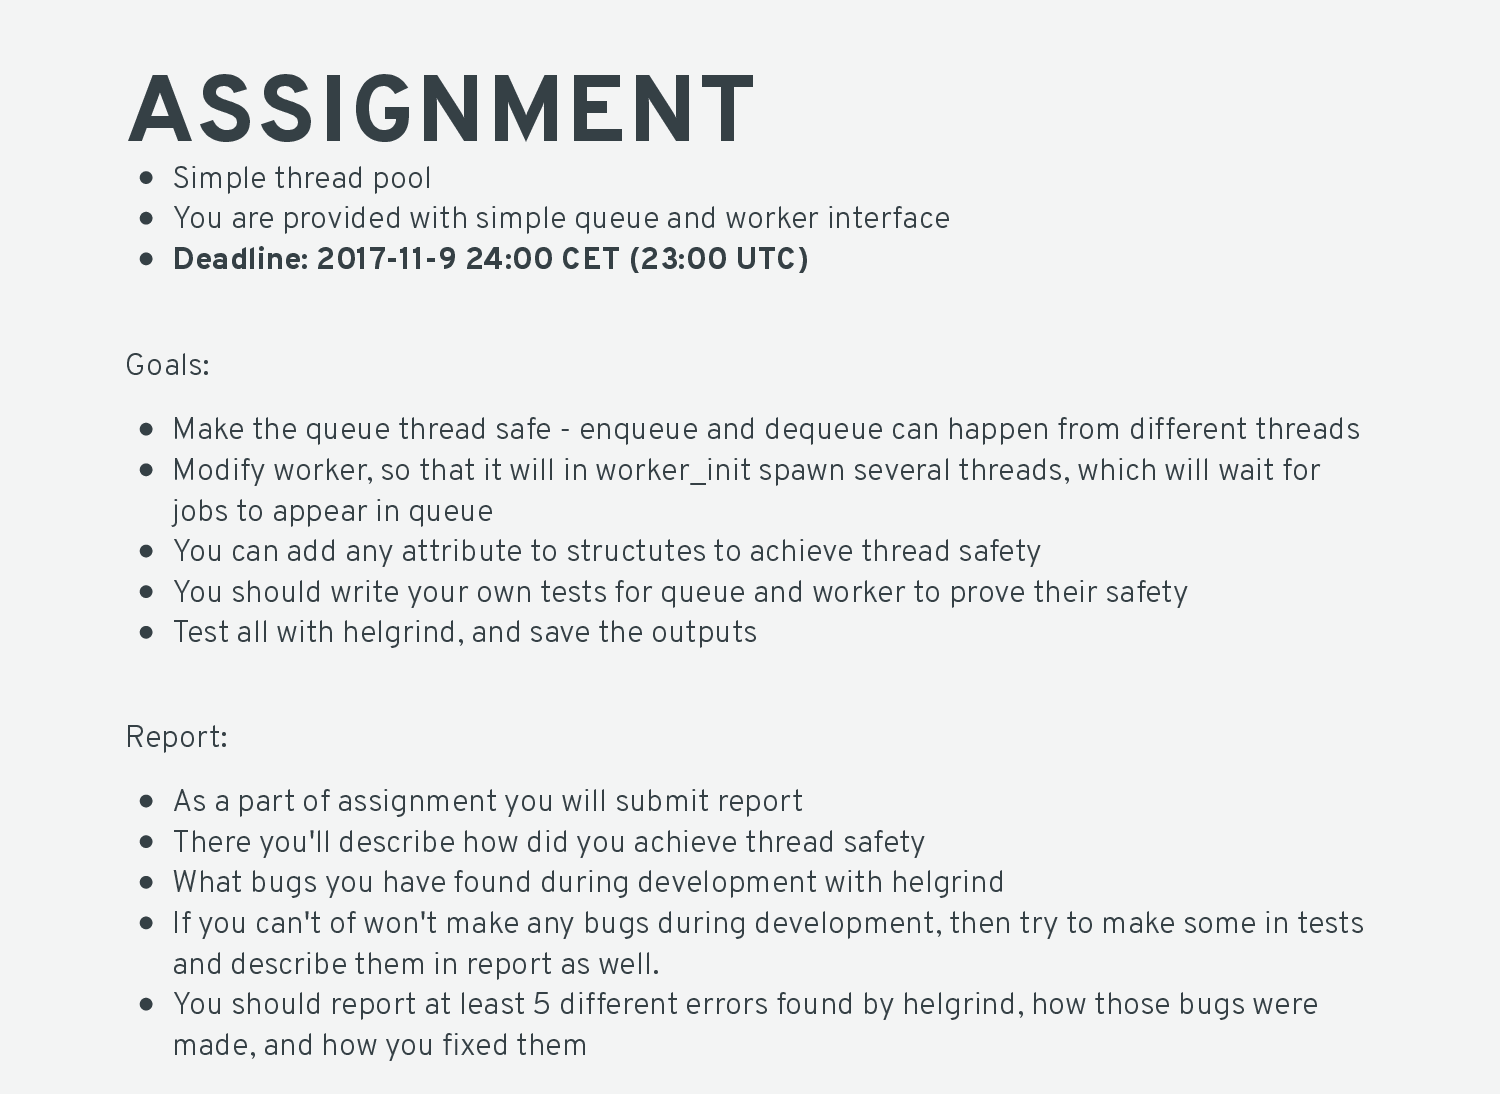 ASSIGNMENT
● Simple thread pool
● You are provided with simple queue and worker interface
● Deadline: 2017-11-9 24:00 CET (23:00 UTC)
Goals:
● Make the queue thread safe - enqueue and dequeue can happen from different threads
● Modify worker, so that it will in worker_init spawn several threads, which will wait for
jobs to appear in queue
● You can add any attribute to structutes to achieve thread safety
● You should write your own tests for queue and worker to prove their safety
● Test all with helgrind, and save the outputs
Report:
● As a part of assignment you will submit report
● There you'll describe how did you achieve thread safety
● What bugs you have found during development with helgrind
● If you can't of won't make any bugs during development, then try to make some in tests
and describe them in report as well.
● You should report at least 5 different errors found by helgrind, how those bugs were
made, and how you fixed them